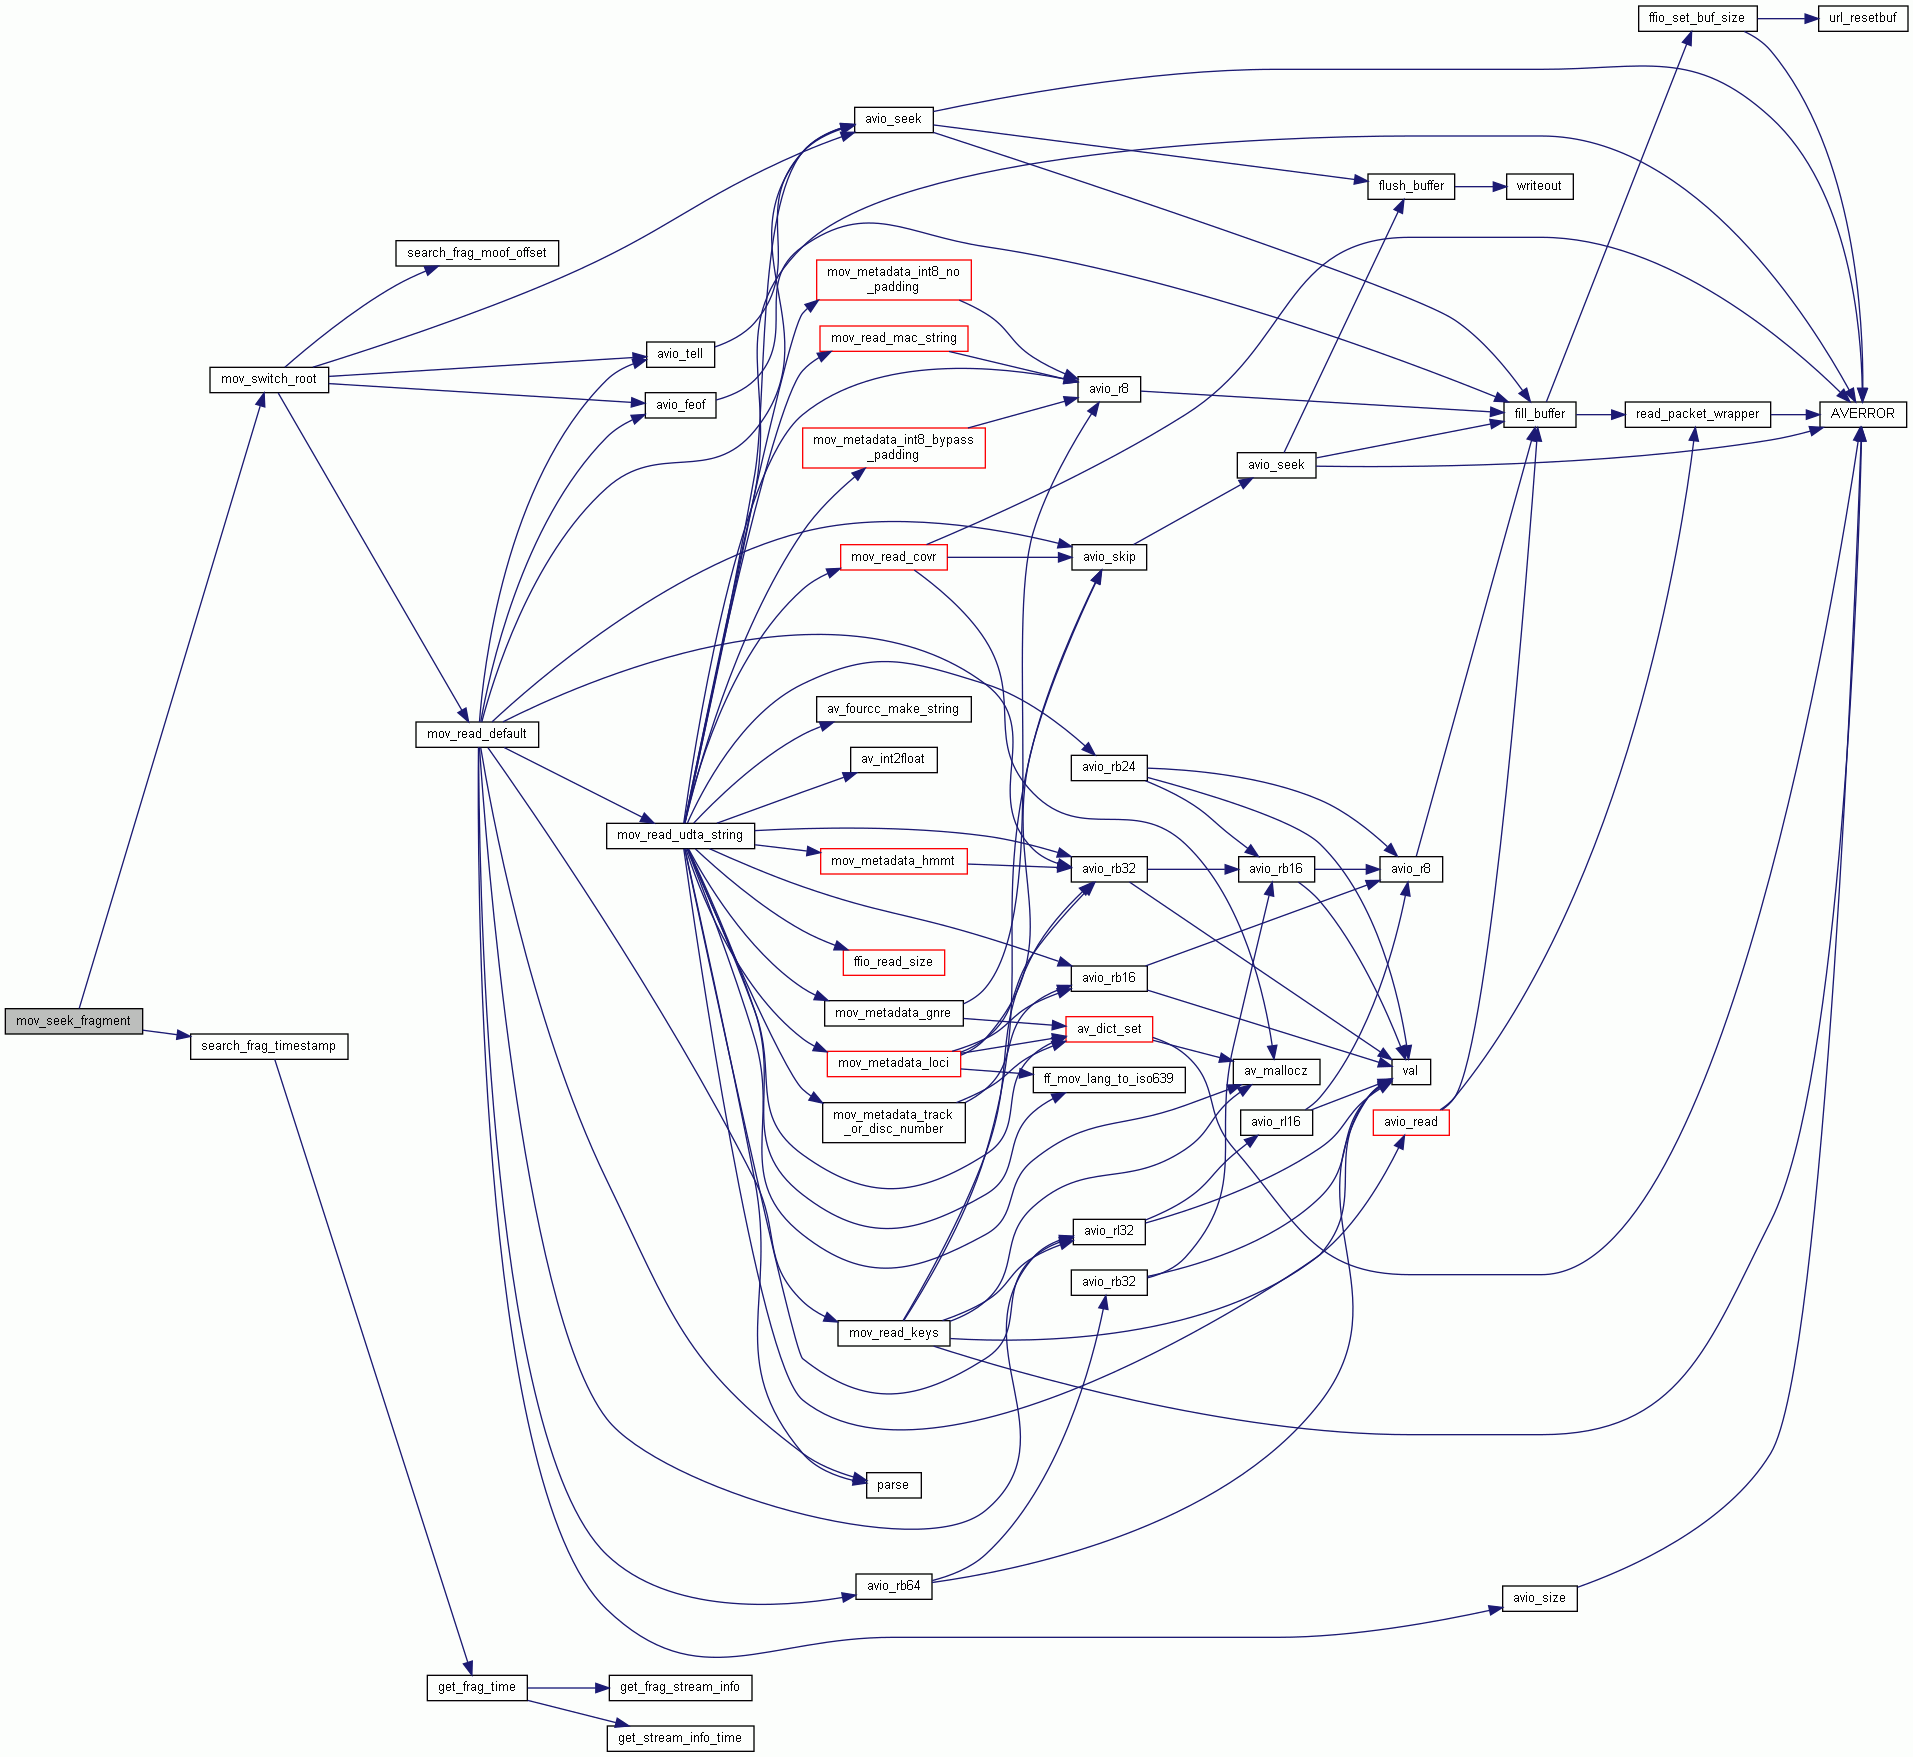 ffio_set_buf_size
url_resetbuf
avio_seek
flush_buffer
writeout
search_frag_moof_offset
mov_metadata_int8_no
_padding
mov_read_mac_string
avio_tell
mov_switch_root
avio_r8
avio_feof
fill_buffer
read_packet_wrapper
AVERROR
mov_metadata_int8_bypass
_padding
avio_seek
mov_read_covr
avio_skip
av_fourcc_make_string
mov_read_default
av_int2float
avio_rb24
mov_read_udta_string
mov_metadata_hmmt
avio_rb32
avio_rb16
avio_r8
ffio_read_size
avio_rb16
mov_metadata_gnre
mov_seek_fragment
av_dict_set
search_frag_timestamp
mov_metadata_loci
av_mallocz
val
ff_mov_lang_to_iso639
mov_metadata_track
_or_disc_number
avio_rl16
avio_read
avio_rl32
avio_rb32
mov_read_keys
parse
avio_rb64
avio_size
get_frag_time
get_frag_stream_info
get_stream_info_time